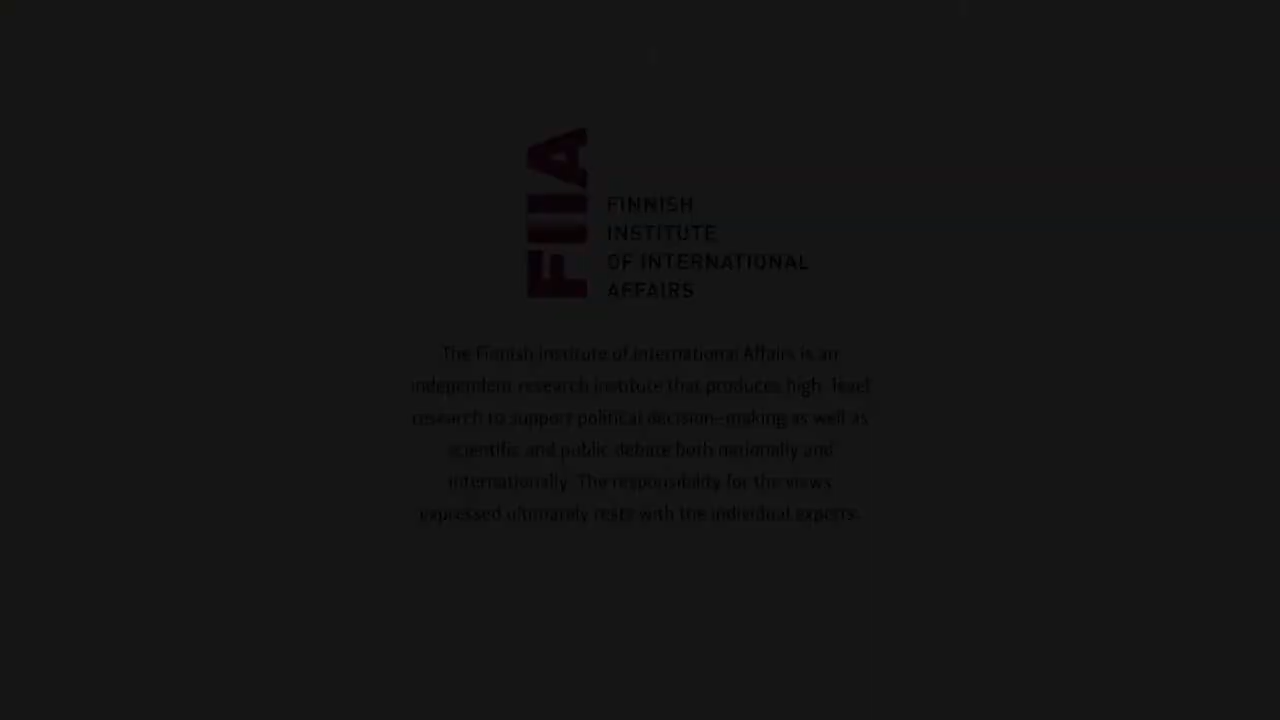 FIIA
FINNISH
INSTITUTE
OF INTERNATIONAL
AFFAIRS
The Finnish Institute of International Affairs is an
independent research institute that produces high-level
research to support political decision-making as well as
scientific and public debate both nationally and
internationally. The responsibility for the views
expressed ultimately rests with the individual experts.